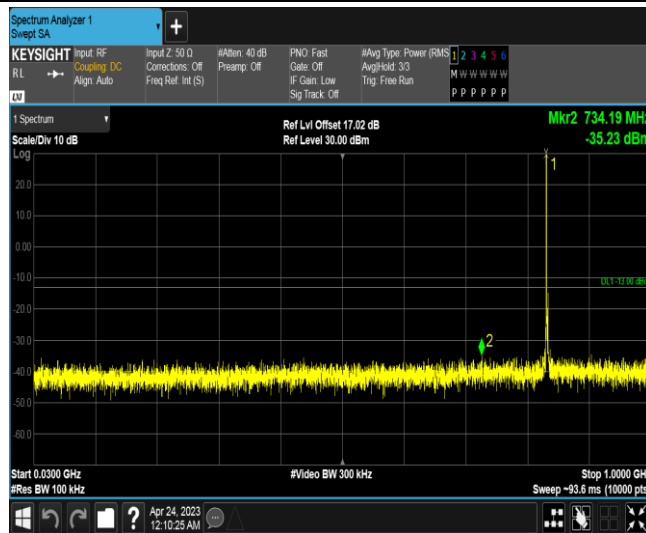 Spectrum Analyzer 1
Swept SA
KEYSIGHT
RL
Input: RF
Coupling: DC
Align: Auto
Input Z: 50 Ω
Corrections: Off
Freq Ref: Int (S)
#Atten: 40 dB
Preamp: Off
PNO: Fast
Gate: Off
IF Gain: Low
Sig Track: Off
#Avg Type: Power (RMS
Avg|Hold: 3/3
Trig: Free Run
1 2 3 4 5 6
M W W W W W
P P P P P P
1 Spectrum
Scale/Div 10 dB
Log
Ref Lvl Offset 17.02 dB
Ref Level 30.00 dBm
Mkr2 734.19 MHz
-35.23 dBm
1
20.0
10.0
0.00
DL1 -13.00 dBm
-10.0
-20.0
-30.0
2
-40.0
-50.0
-60.0
Start 0.0300 GHz
#Res BW 100 kHz
#Video BW 300 kHz
Stop 1.0000 GH
Sweep ~93.6 ms (10000 pts
?
Apr 24, 2023
12:10:25 AM